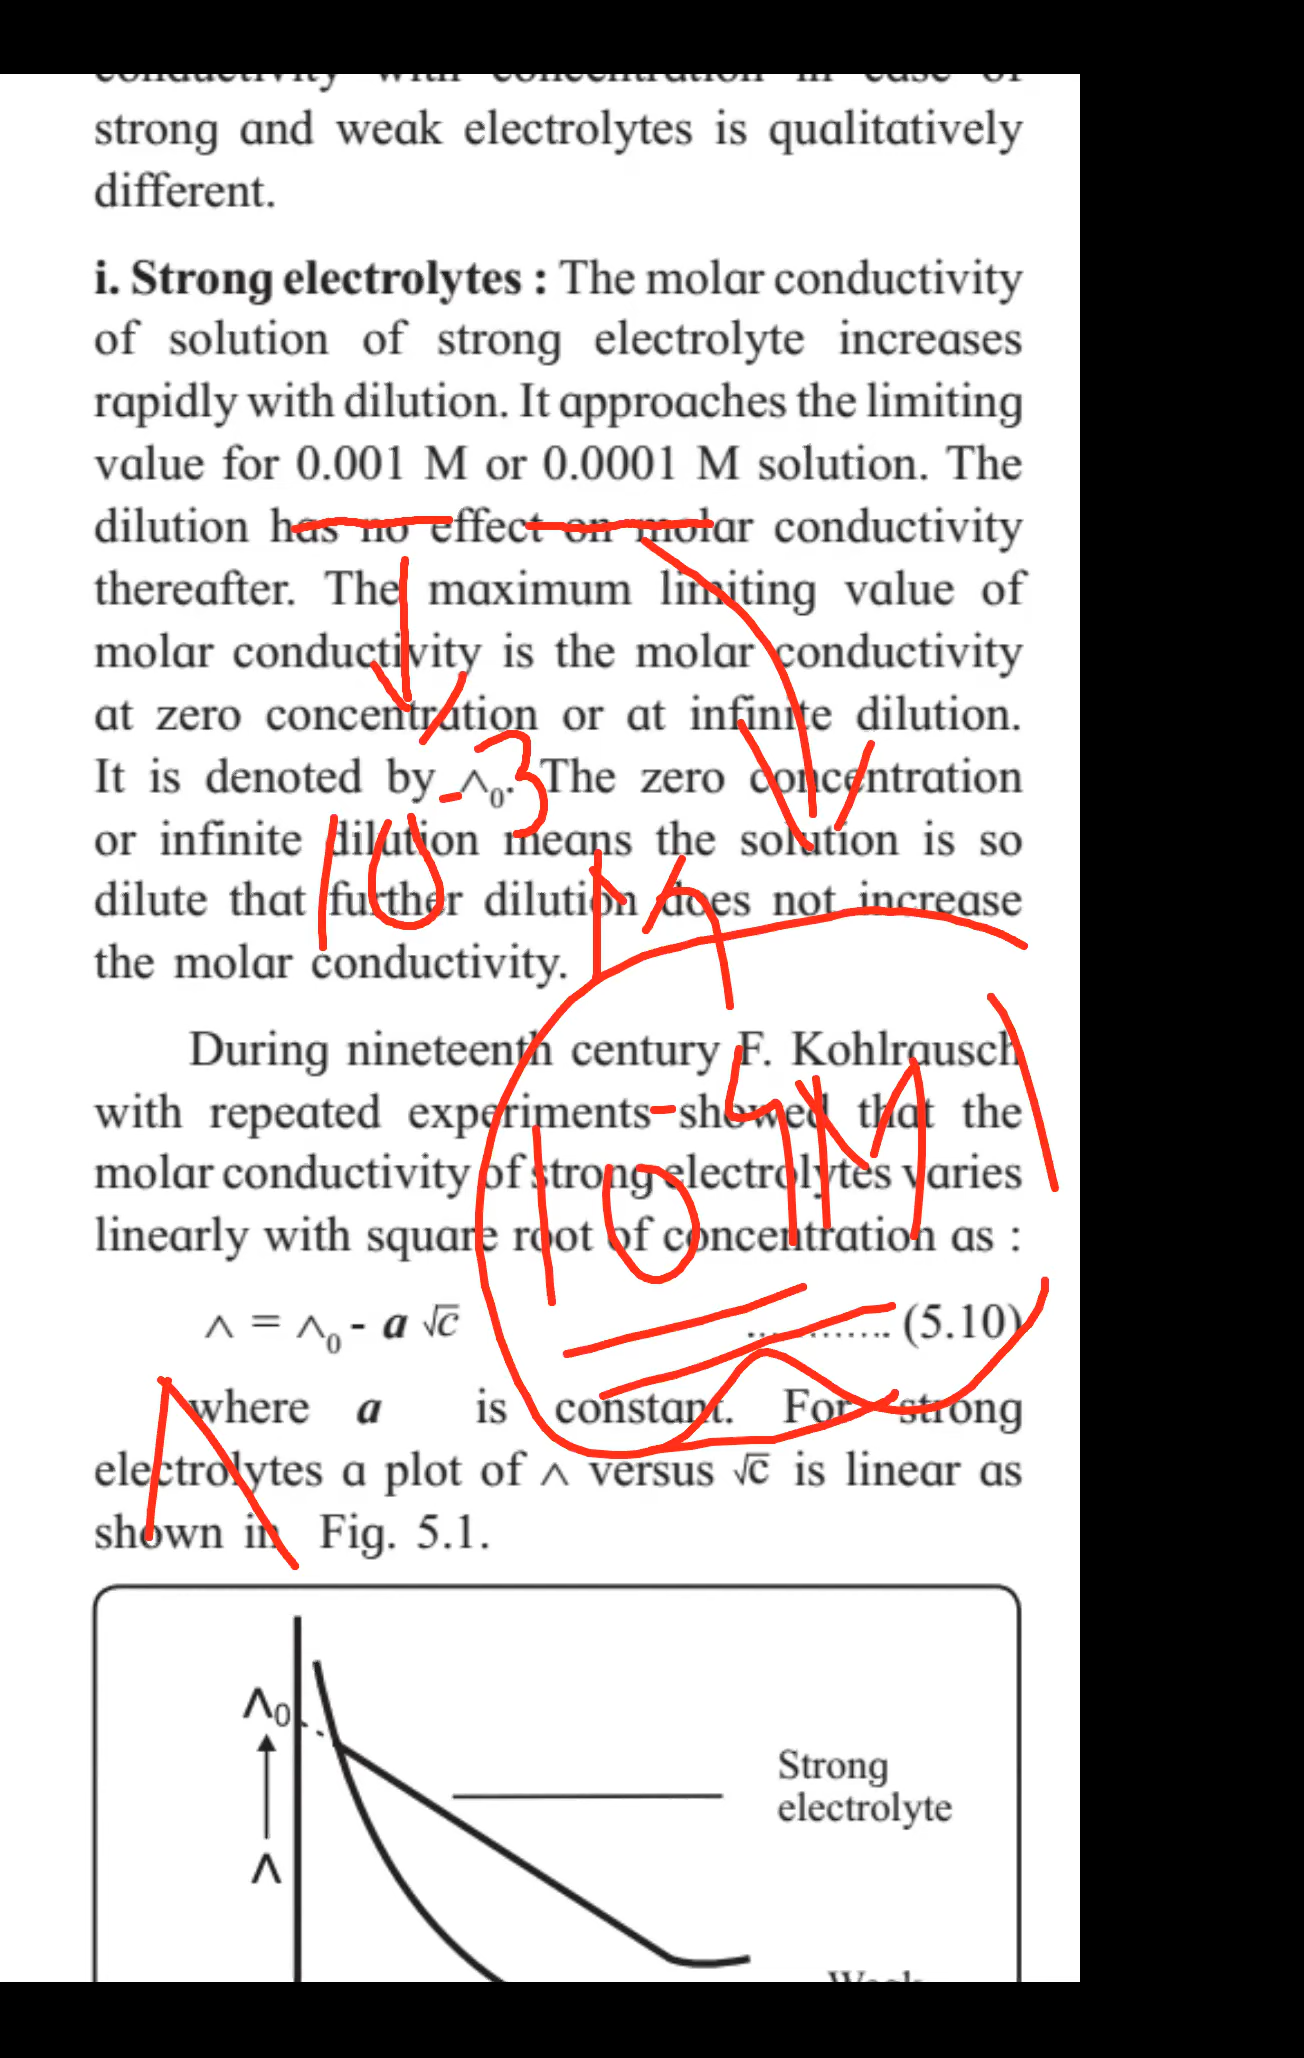 strong and weak electrolytes is qualitatively
different.
i. Strong electrolytes : The molar conductivity
of solution of strong electrolyte increases
rapidly with dilution. It approaches the limiting
value for 0.001 M or 0.0001 M solution. The
dilution has no effect on molar conductivity
thereafter. The maximum limiting value of
molar conductivity is the molar conductivity
at zero concentration or at infinite dilution.
It is denoted by ∧₀. The zero concentration
or infinite dilution means the solution is so
dilute that further dilution does not increase
the molar conductivity.
10⁻³ M
During nineteenth century F. Kohlrausch
with repeated experiments showed that the
molar conductivity of strong electrolytes varies
linearly with square root of concentration as :
10⁻⁴ M
∧ = ∧₀ - a √c ............ (5.10)
where a is constant. For strong
electrolytes a plot of ∧ versus √c is linear as
shown in Fig. 5.1.
∧₀
∧
Strong
electrolyte